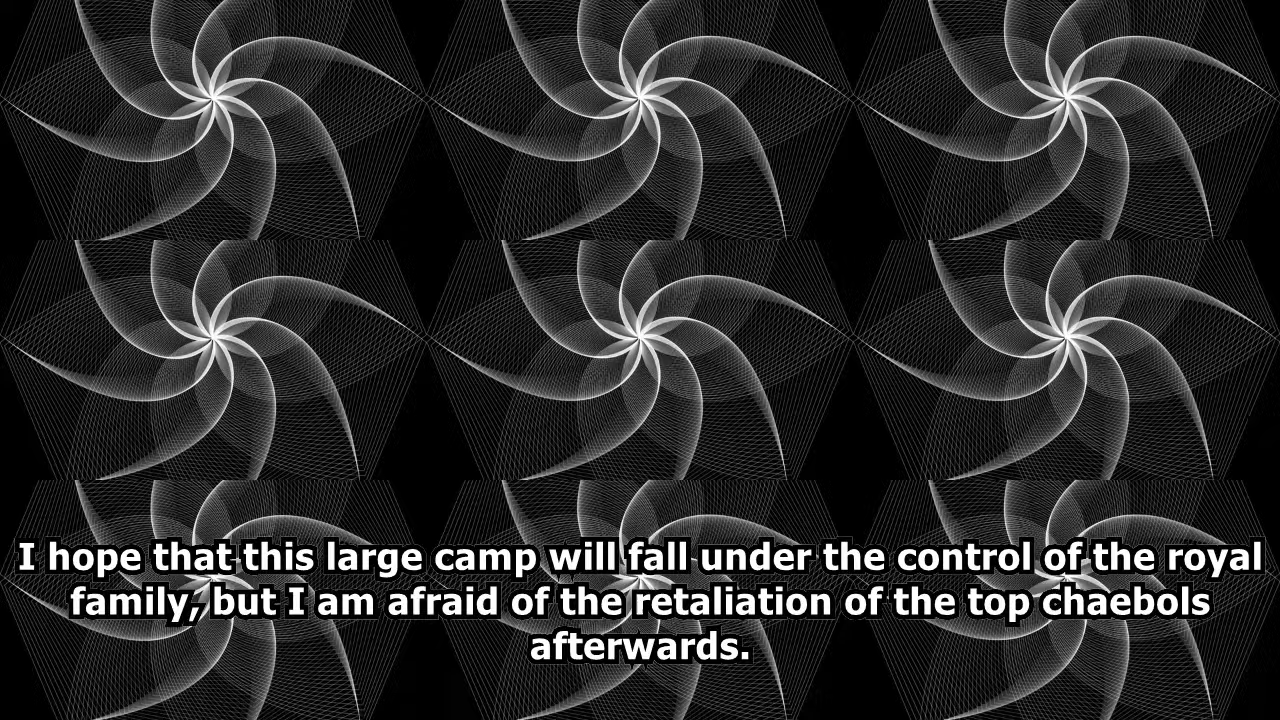 I hope that this large camp will fall under the control of the royal
family, but I am afraid of the retaliation of the top chaebols
afterwards.